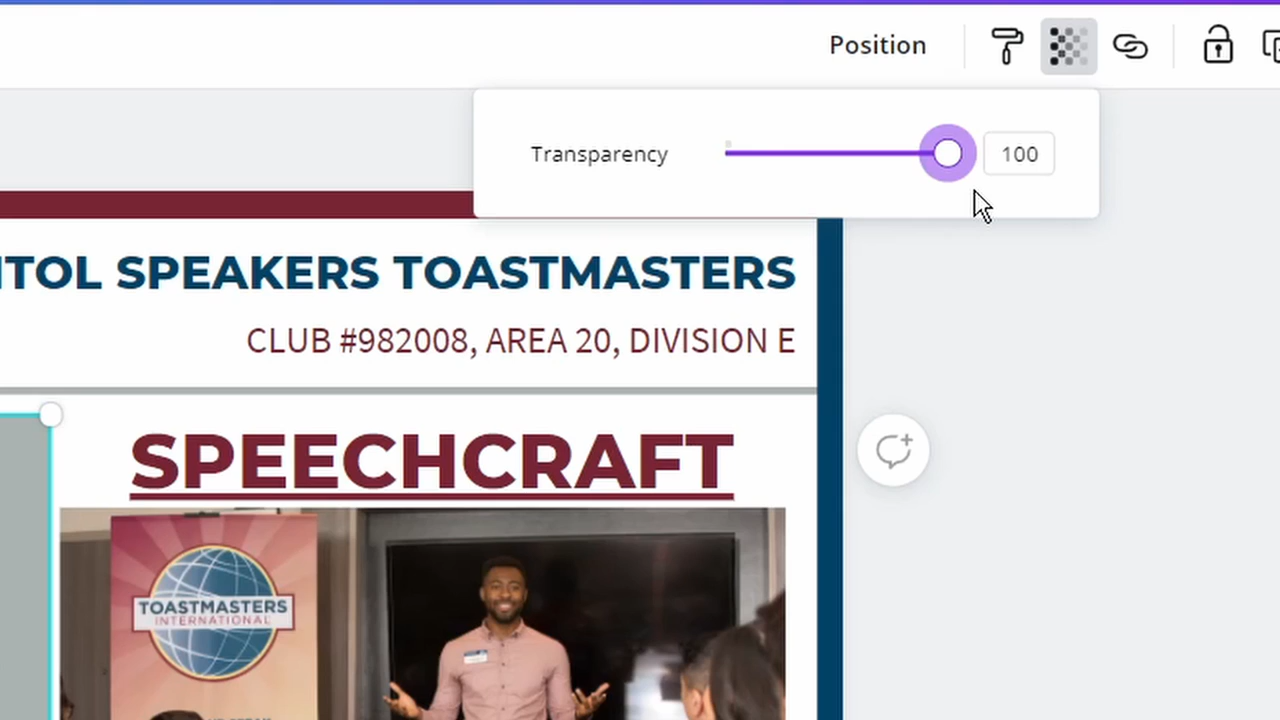 Position
Transparency 100
ITOL SPEAKERS TOASTMASTERS
CLUB #982008, AREA 20, DIVISION E
SPEECHCRAFT
TOASTMASTERS
INTERNATIONAL